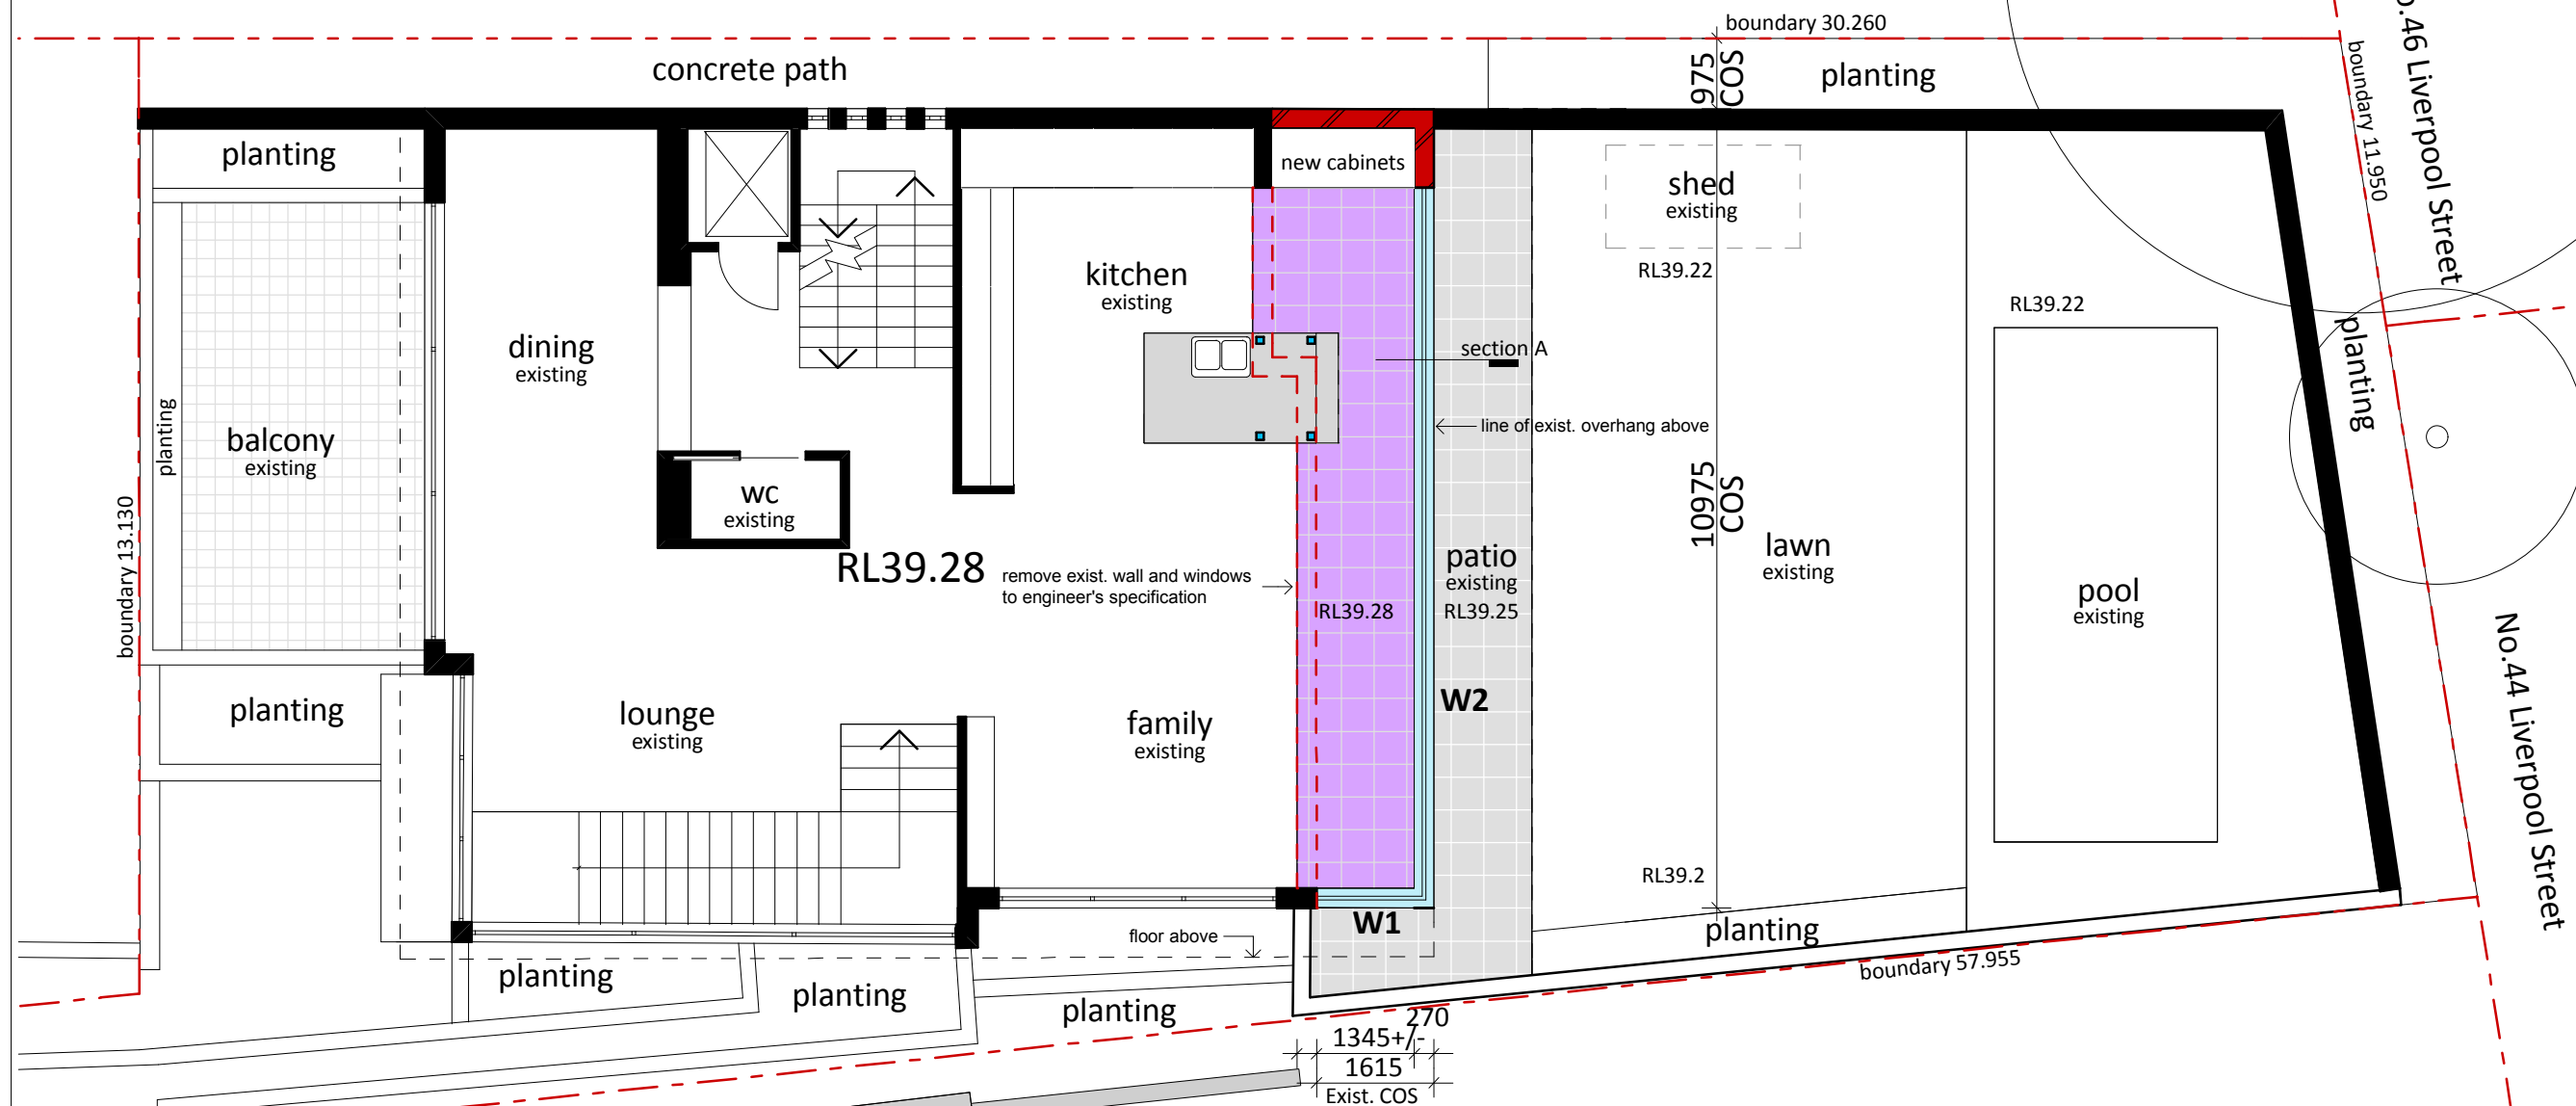 boundary 30.260
No.46 Liverpool Street
concrete path
975
COS
planting
boundary 11.950
planting
new cabinets
shed
existing
RL39.22
kitchen
existing
RL39.22
dining
existing
section A
planting
planting
balcony
existing
line of exist. overhang above
wc
existing
10975
COS
boundary 13.130
RL39.28
remove exist. wall and windows
to engineer's specification
patio
existing
lawn
existing
RL39.28
RL39.25
pool
existing
No.44 Liverpool Street
planting
lounge
existing
family
existing
W2
RL39.2
W1
floor above
planting
boundary 57.955
planting
planting
planting
270
1345+/-
1615
Exist. COS